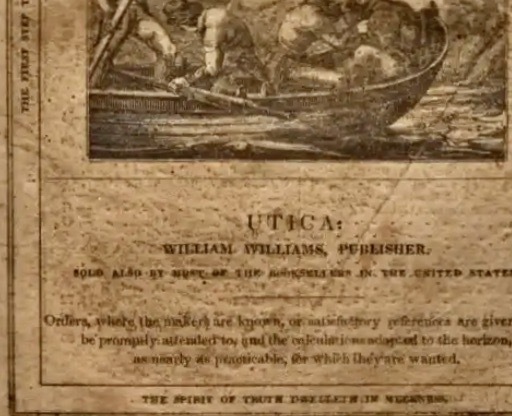 THE FIRST STEP T
UTICA:
WILLIAM WILLIAMS, PUBLISHER.
SOLD ALSO BY MOST OF THE BOOKSELLERS IN THE UNITED STATES
Orders, where the makers are known, or satisfactory references are given
be promptly attended to, and the calculations adapted to the horizon,
as nearly as practicable, for which they are wanted.
THE SPIRIT OF TRUTH DWELLETH IN MEEKNESS.